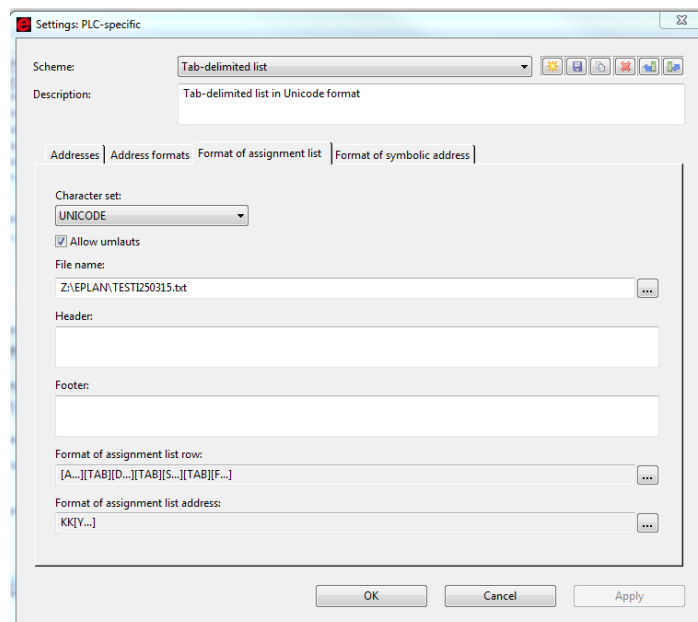 Settings: PLC-specific
Scheme: Tab-delimited list
Description: Tab-delimited list in Unicode format
Addresses Address formats Format of assignment list Format of symbolic address
Character set:
UNICODE
Allow umlauts
File name:
Z:\EPLAN\TESTI250315.txt ...
Header:
Footer:
Format of assignment list row:
[A...][TAB][D...][TAB][S...][TAB][F...] ...
Format of assignment list address:
KK[Y...] ...
OK Cancel Apply